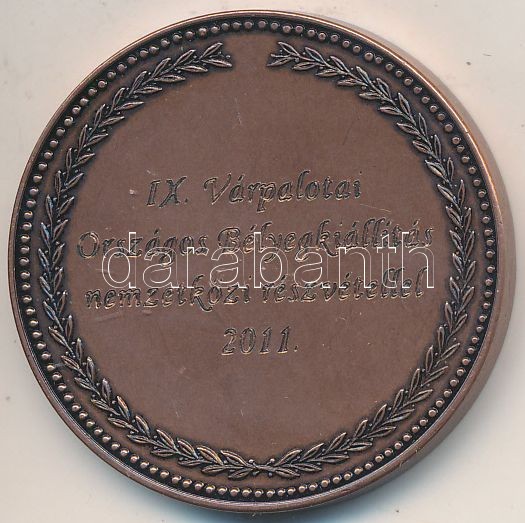 IX. Várpalotai
Országos Bélyegkiállítás
darabanth
nemzetközi részvétellel
2011.